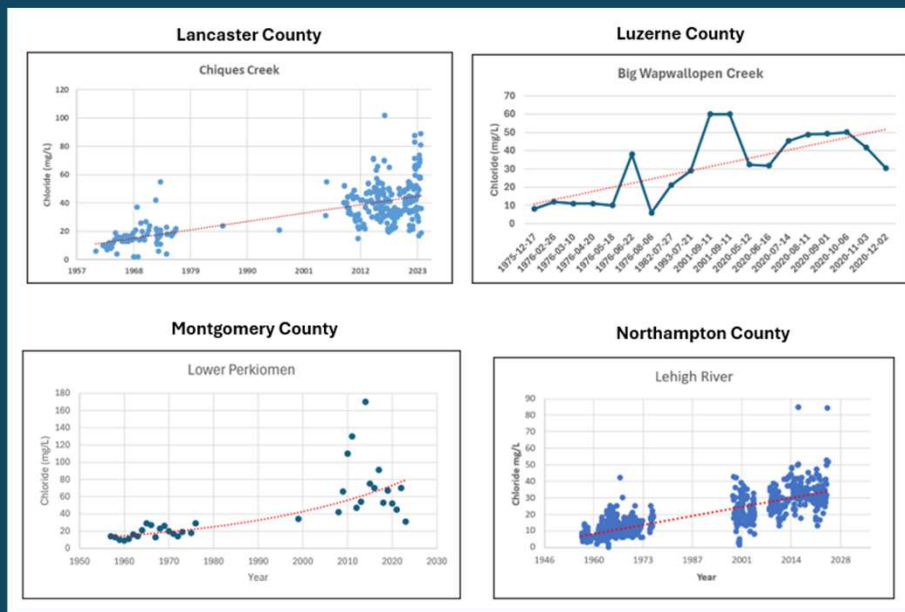 Lancaster County
Chiques Creek
Chloride (mg/L)
120
100
80
60
40
20
0
1957 1968 1979 1990 2001 2012 2023
Luzerne County
Big Wapwallopen Creek
Chloride (mg/L)
70
60
50
40
30
20
10
0
1975-12-17 1976-02-26 1976-03-10 1976-04-20 1976-05-18 1976-06-22 1976-08-06 1982-07-27 1993-07-21 2001-09-11 2001-09-11 2020-05-12 2020-06-16 2020-07-14 2020-08-11 2020-09-01 2020-10-06 2020-11-03 2020-12-02
Montgomery County
Lower Perkiomen
Chloride (mg/L)
180
160
140
120
100
80
60
40
20
0
1950 1960 1970 1980 1990 2000 2010 2020 2030
Year
Northampton County
Lehigh River
Chloride mg/L
90
80
70
60
50
40
30
20
10
0
1946 1960 1973 1987 2001 2014 2028
Year